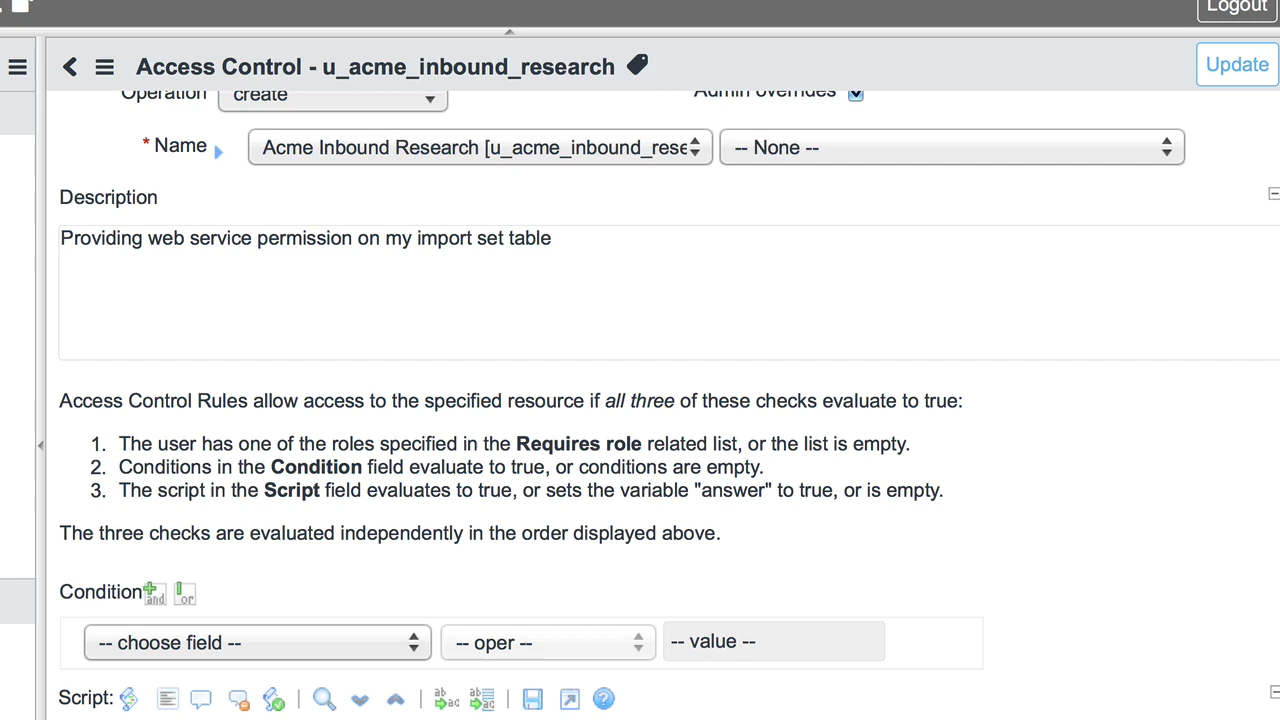 Logout
Access Control - u_acme_inbound_research
Update
Operation create Admin overrides
* Name Acme Inbound Research [u_acme_inbound_rese -- None --
Description
Providing web service permission on my import set table
Access Control Rules allow access to the specified resource if all three of these checks evaluate to true:
1. The user has one of the roles specified in the Requires role related list, or the list is empty.
2. Conditions in the Condition field evaluate to true, or conditions are empty.
3. The script in the Script field evaluates to true, or sets the variable "answer" to true, or is empty.
The three checks are evaluated independently in the order displayed above.
Condition and or
-- choose field -- -- oper -- -- value --
Script: